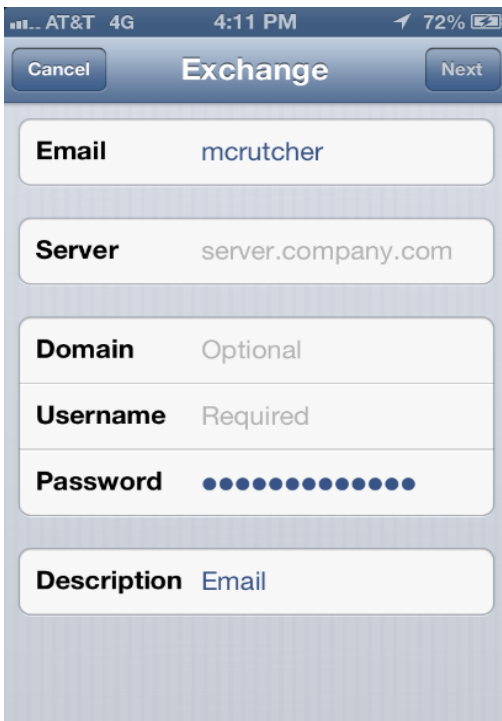 AT&T 4G 4:11 PM 72%
Cancel Exchange Next
Email mcrutcher
Server server.company.com
Domain Optional
Username Required
Password ●●●●●●●●●●●●●
Description Email